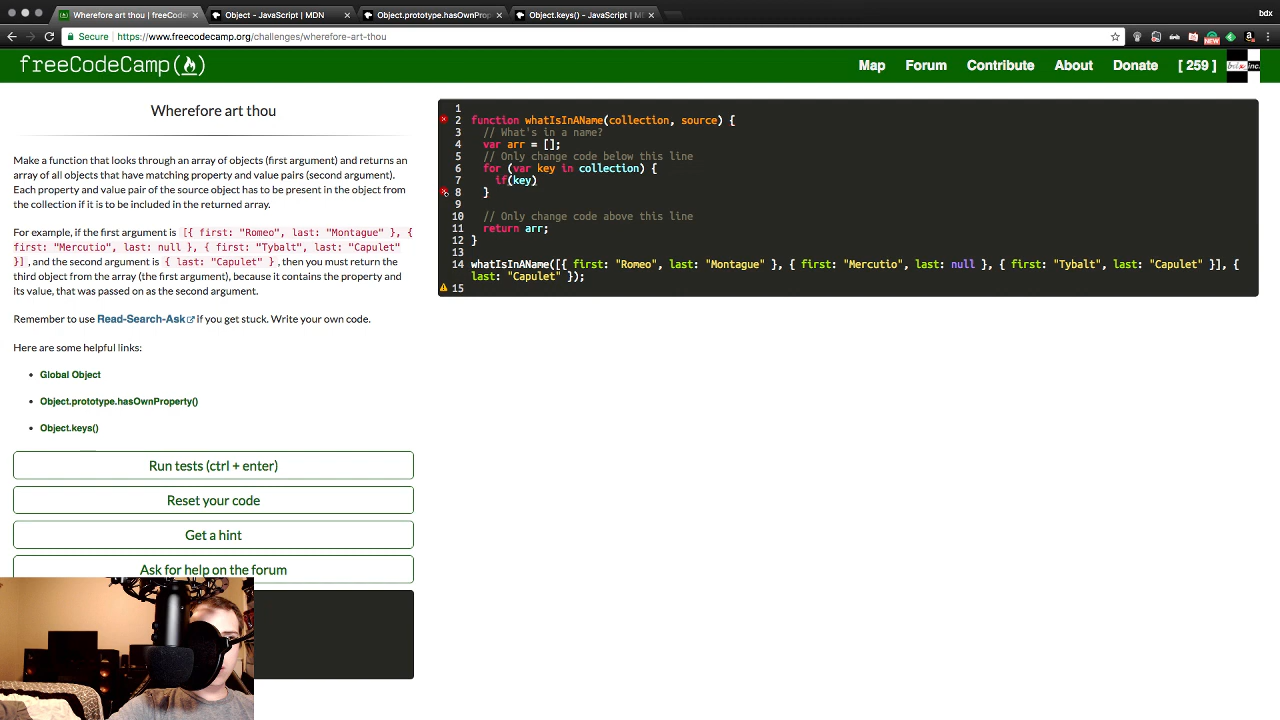 Wherefore art thou | freeCode
Object - JavaScript | MDN
Object.prototype.hasOwnProp
Object.keys() - JavaScript | M
bdx
Secure
https://www.freecodecamp.org/challenges/wherefore-art-thou
freeCodeCamp
Map
Forum
Contribute
About
Donate
[ 259 ]
bdx inc.
Wherefore art thou
Make a function that looks through an array of objects (first argument) and returns an
array of all objects that have matching property and value pairs (second argument).
Each property and value pair of the source object has to be present in the object from
the collection if it is to be included in the returned array.
For example, if the first argument is [{ first: "Romeo", last: "Montague" }, {
first: "Mercutio", last: null }, { first: "Tybalt", last: "Capulet"
}] , and the second argument is { last: "Capulet" } , then you must return the
third object from the array (the first argument), because it contains the property and
its value, that was passed on as the second argument.
Remember to use Read-Search-Ask if you get stuck. Write your own code.
Here are some helpful links:
Global Object
Object.prototype.hasOwnProperty()
Object.keys()
Run tests (ctrl + enter)
Reset your code
Get a hint
Ask for help on the forum
1
2 function whatIsInAName(collection, source) {
3 // What's in a name?
4 var arr = [];
5 // Only change code below this line
6 for (var key in collection) {
7 if(key)
8 }
9
10 // Only change code above this line
11 return arr;
12 }
13
14 whatIsInAName([{ first: "Romeo", last: "Montague" }, { first: "Mercutio", last: null }, { first: "Tybalt", last: "Capulet" }], {
last: "Capulet" });
15